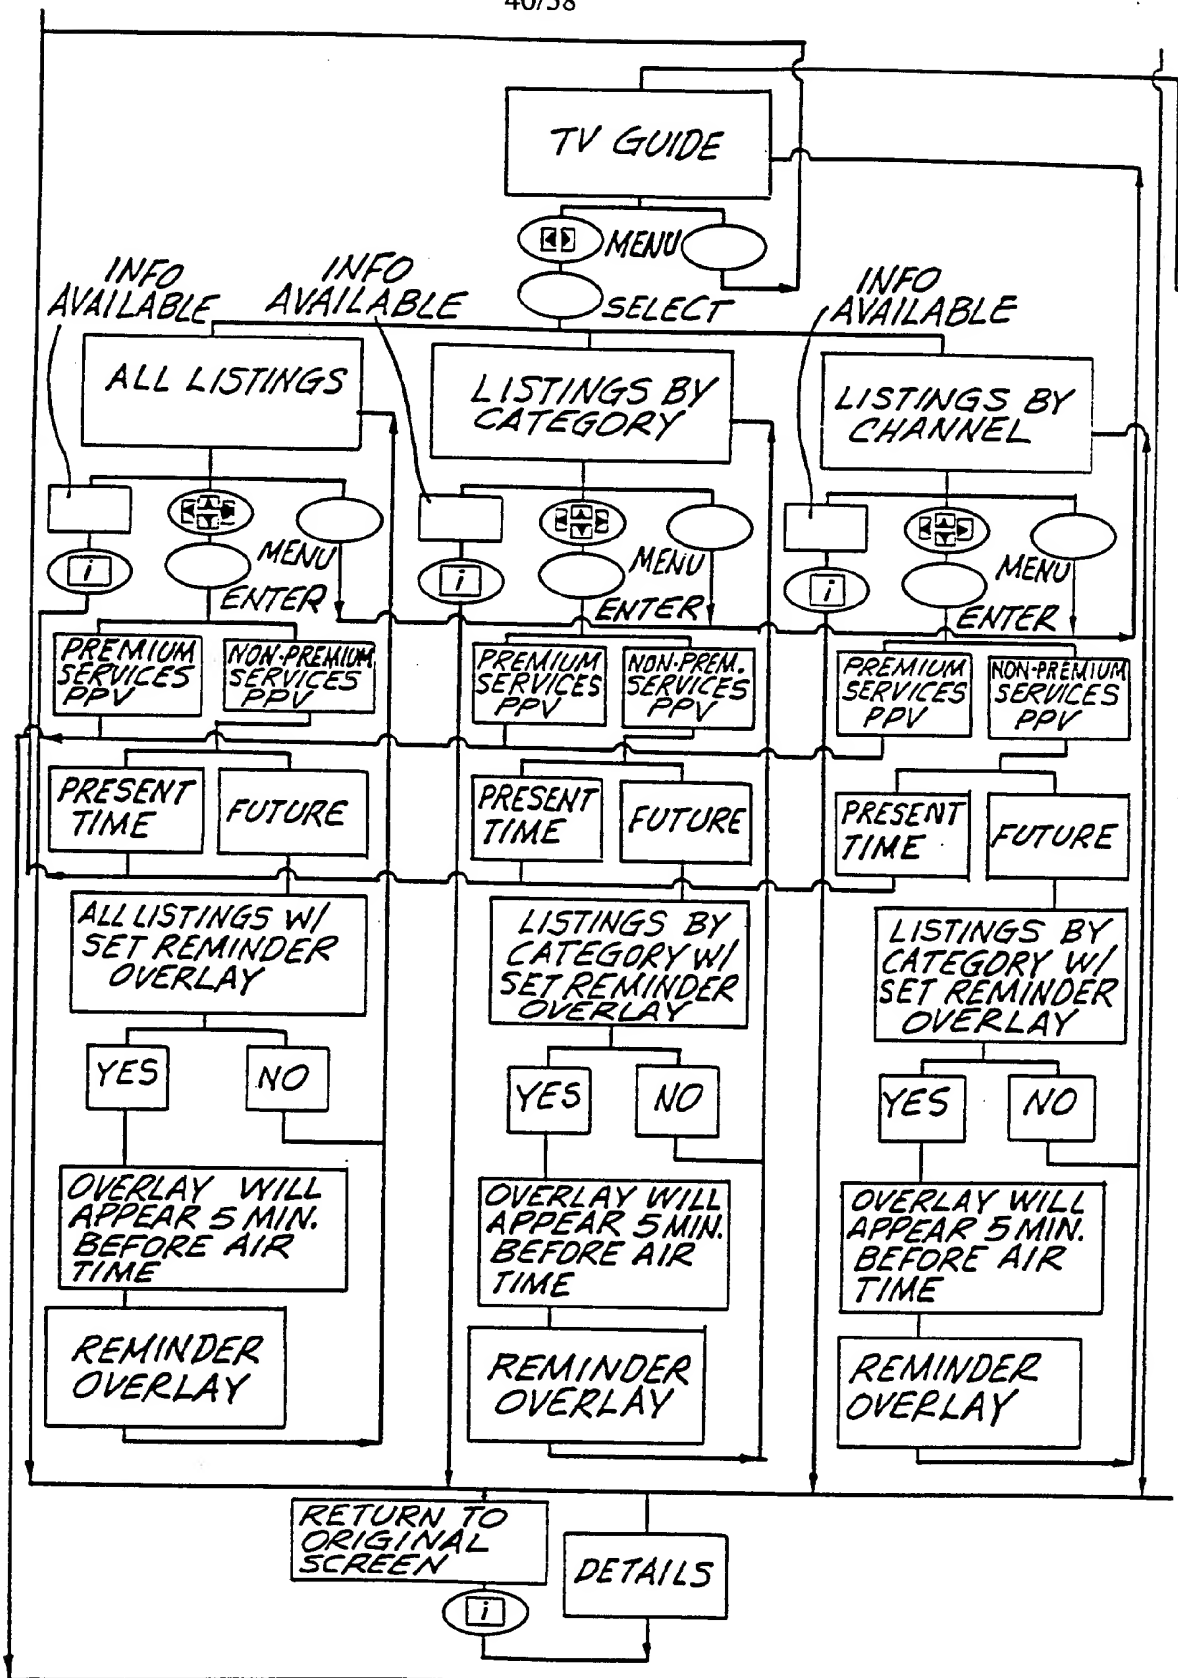 40/58
TV GUIDE
MENU
SELECT
INFO
AVAILABLE
INFO
AVAILABLE
INFO
AVAILABLE
ALL LISTINGS
LISTINGS BY
CATEGORY
LISTINGS BY
CHANNEL
i
MENU
ENTER
i
MENU
ENTER
i
MENU
ENTER
PREMIUM
SERVICES
PPV
NON-PREMIUM
SERVICES
PPV
PREMIUM
SERVICES
PPV
NON-PREM.
SERVICES
PPV
PREMIUM
SERVICES
PPV
NON-PREMIUM
SERVICES
PPV
PRESENT
TIME
FUTURE
PRESENT
TIME
FUTURE
PRESENT
TIME
FUTURE
ALL LISTINGS W/
SET REMINDER
OVERLAY
LISTINGS BY
CATEGORY W/
SET REMINDER
OVERLAY
LISTINGS BY
CATEGORY W/
SET REMINDER
OVERLAY
YES
NO
YES
NO
YES
NO
OVERLAY WILL
APPEAR 5 MIN.
BEFORE AIR
TIME
OVERLAY WILL
APPEAR 5 MIN.
BEFORE AIR
TIME
OVERLAY WILL
APPEAR 5 MIN.
BEFORE AIR
TIME
REMINDER
OVERLAY
REMINDER
OVERLAY
REMINDER
OVERLAY
RETURN TO
ORIGINAL
SCREEN
DETAILS
i